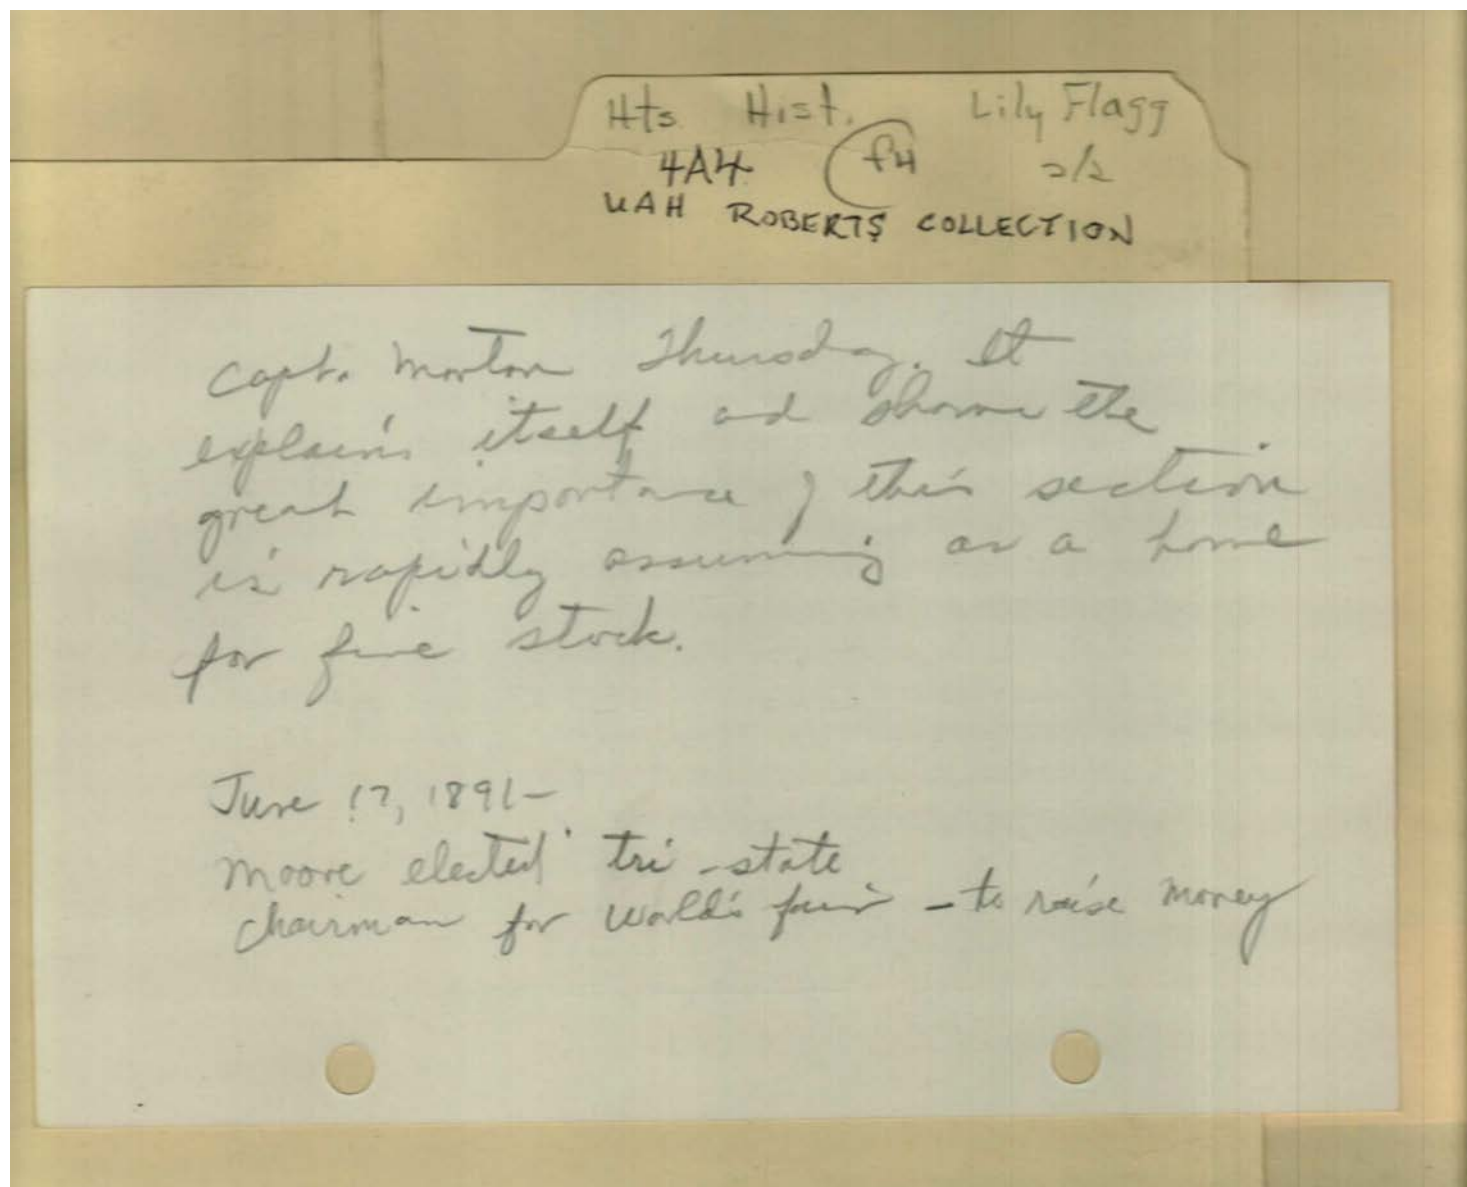 Hts Hist. Lily Flagg
4A4 f4 2/2
UAH ROBERTS COLLECTION
Capt. Morton Thursday. It
explains itself and shows the
great importance of this section
is rapidly assuming as a home
for fine stock.
June 17, 1891-
Moore elected tri-state
chairman for World's fair - to raise money